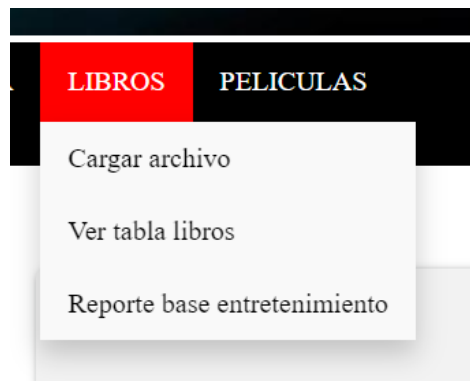 LIBROS PELICULAS
Cargar archivo
Ver tabla libros
Reporte base entretenimiento